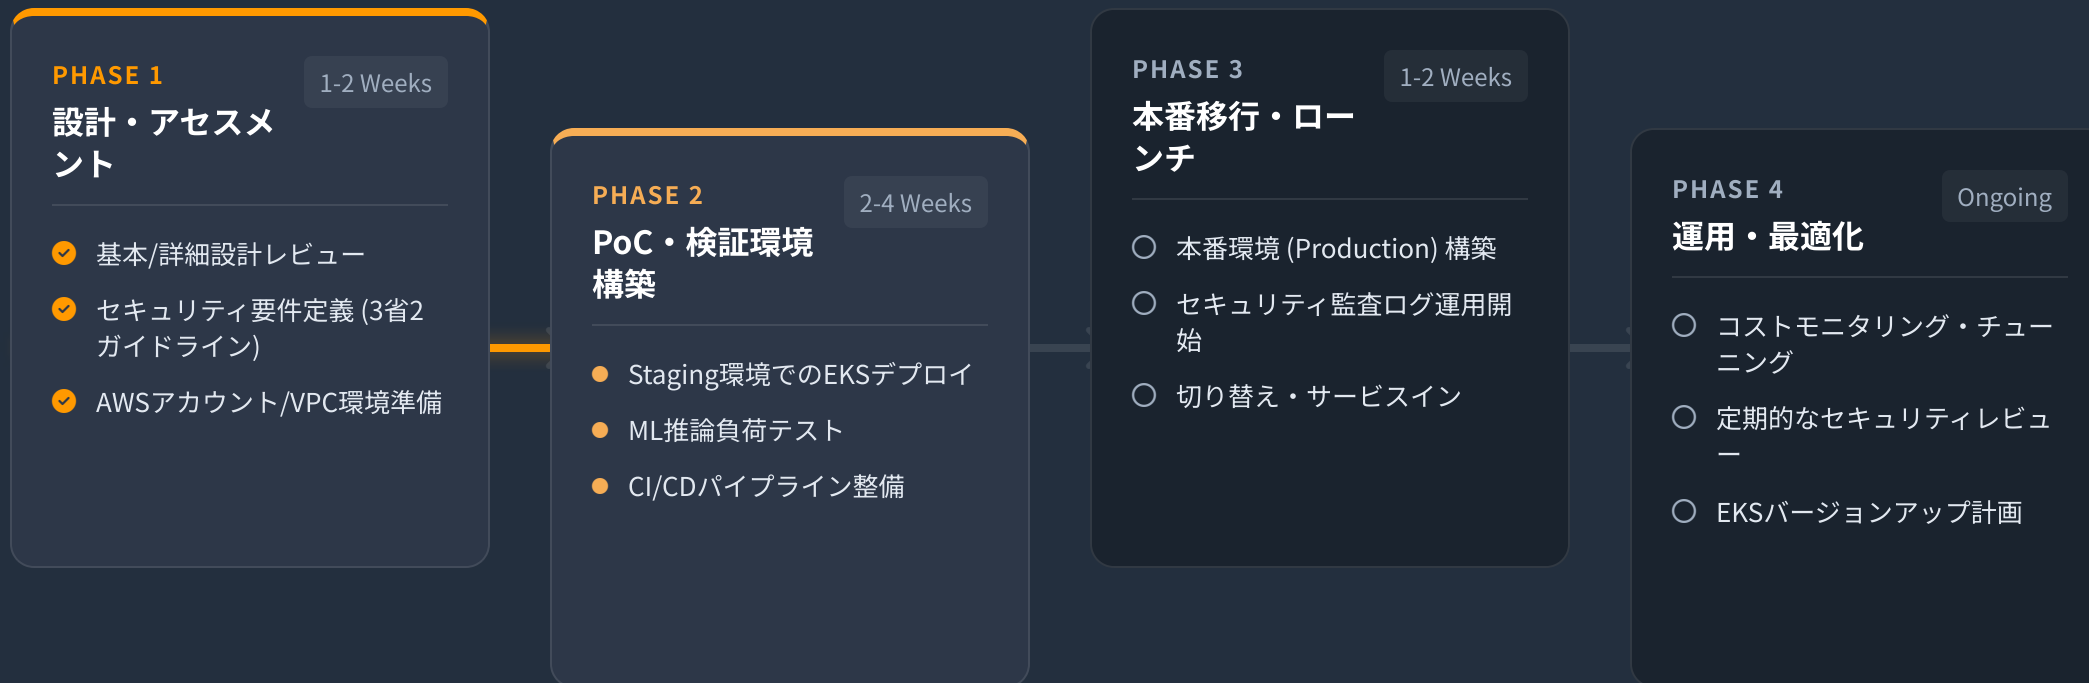 PHASE 1
1-2 Weeks
設計・アセスメ
ント
基本/詳細設計レビュー
セキュリティ要件定義 (3省2
ガイドライン)
AWSアカウント/VPC環境準備
PHASE 2
2-4 Weeks
PoC・検証環境
構築
Staging環境でのEKSデプロイ
ML推論負荷テスト
CI/CDパイプライン整備
PHASE 3
1-2 Weeks
本番移行・ロー
ンチ
本番環境 (Production) 構築
セキュリティ監査ログ運用開
始
切り替え・サービスイン
PHASE 4
Ongoing
運用・最適化
コストモニタリング・チュー
ニング
定期的なセキュリティレビュ
ー
EKSバージョンアップ計画